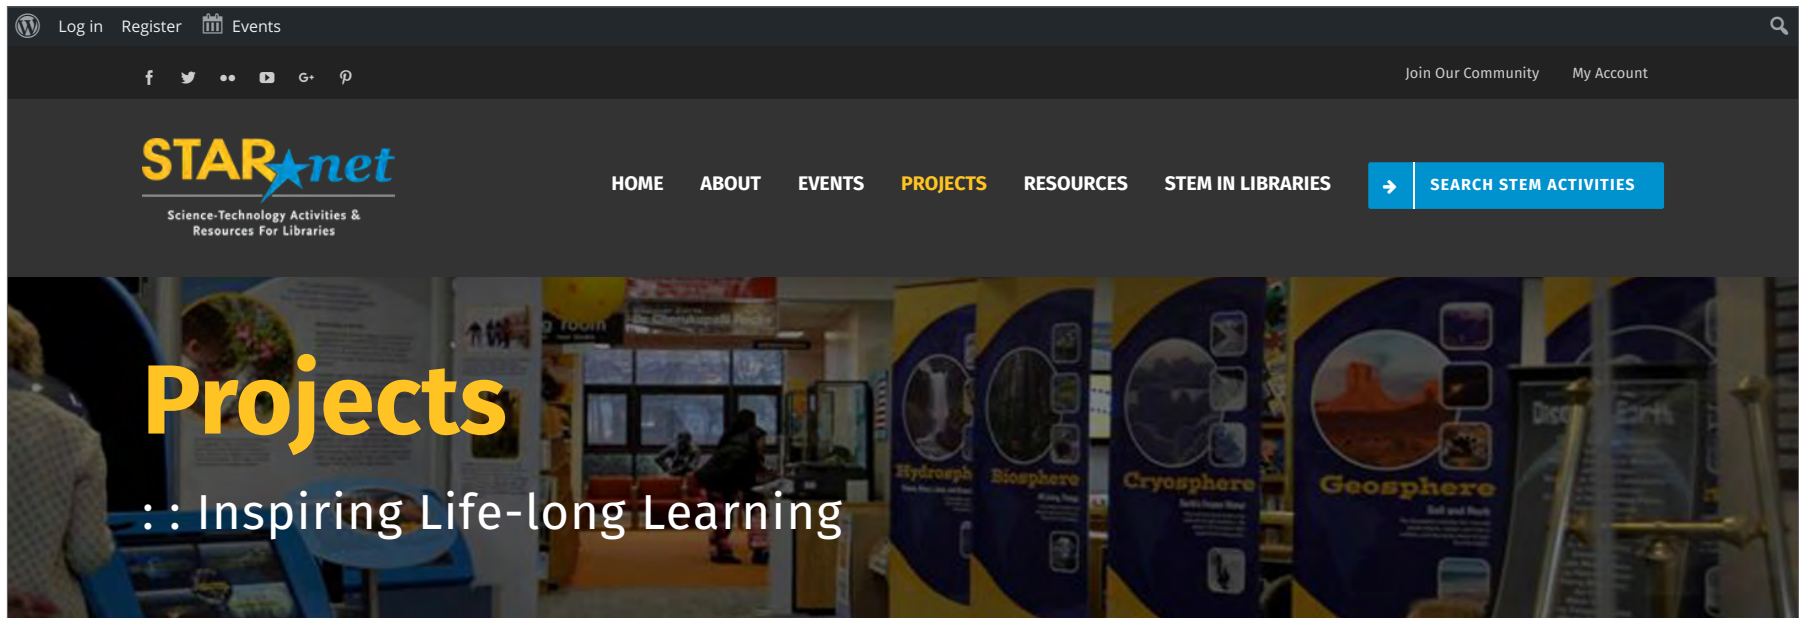 Log in Register Events
Join Our Community My Account
STAR net
Science-Technology Activities &
Resources For Libraries
HOME ABOUT EVENTS PROJECTS RESOURCES STEM IN LIBRARIES SEARCH STEM ACTIVITIES
g room
Projects
: : Inspiring Life-long Learning
Biosphere
Cryosphere
Geosphere